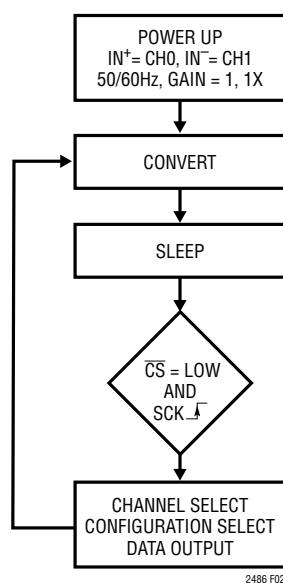 POWER UP
IN⁺= CH0, IN⁻= CH1
50/60Hz, GAIN = 1, 1X
CONVERT
SLEEP
C̅S̅ = LOW
AND
SCK
CHANNEL SELECT
CONFIGURATION SELECT
DATA OUTPUT
2486 F02